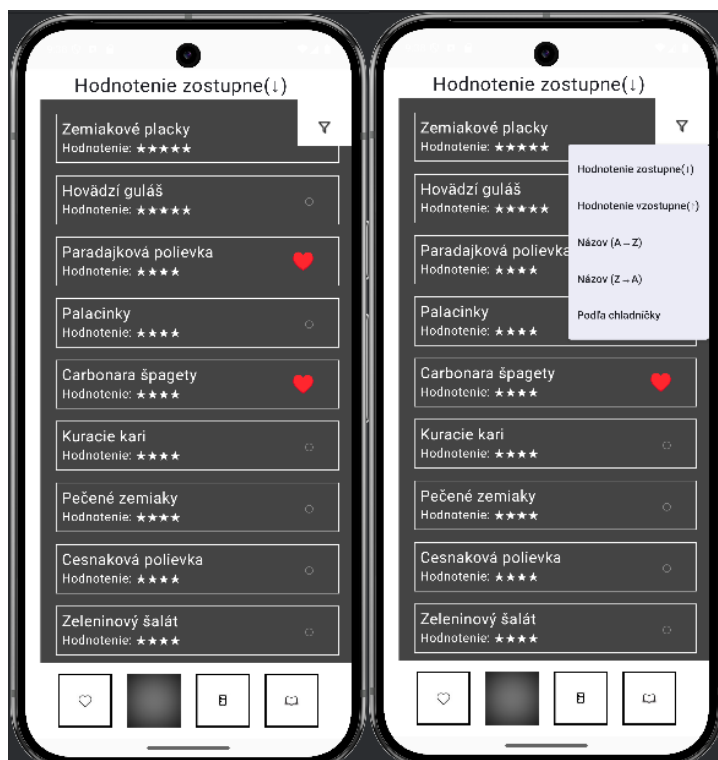 Hodnotenie zostupne(↓)
Zemiakové placky
Hodnotenie: ★★★★★
Hovädzí guláš
Hodnotenie: ★★★★★
Paradajková polievka
Hodnotenie: ★★★★
Palacinky
Hodnotenie: ★★★★
Carbonara špagety
Hodnotenie: ★★★★
Kuracie kari
Hodnotenie: ★★★★
Pečené zemiaky
Hodnotenie: ★★★★
Cesnaková polievka
Hodnotenie: ★★★★
Zeleninový šalát
Hodnotenie: ★★★★
Hodnotenie zostupne(↓)
Zemiakové placky
Hodnotenie: ★★★★★
Hodnotenie zostupne(↓)
Hodnotenie vzostupne(↑)
Názov (A→Z)
Názov (Z→A)
Podľa chladničky
Hovädzí guláš
Hodnotenie: ★★★★★
Paradajková polievka
Hodnotenie: ★★★★
Palacinky
Hodnotenie: ★★★★
Carbonara špagety
Hodnotenie: ★★★★
Kuracie kari
Hodnotenie: ★★★★
Pečené zemiaky
Hodnotenie: ★★★★
Cesnaková polievka
Hodnotenie: ★★★★
Zeleninový šalát
Hodnotenie: ★★★★